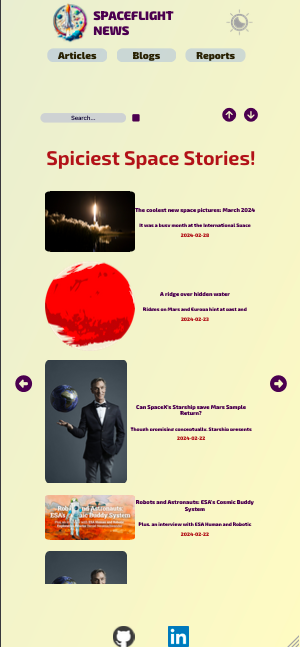 SPACEFLIGHT
NEWS
Articles
Blogs
Reports
Search...
Spiciest Space Stories!
The coolest new space pictures: March 2024
It was a busy month at the International Space
2024-02-28
A ridge over hidden water
Ridges on Mars and Europa hint at past and
2024-02-23
Can SpaceX's Starship save Mars Sample
Return?
Though promising conceptually, Starship presents
2024-02-22
Robots and Astronauts: ESA's Cosmic Buddy
System
Robots and Astronauts
ESA's Cosmic Buddy System
Plus, an interview with ESA Human and Robotic
2024-02-22
in